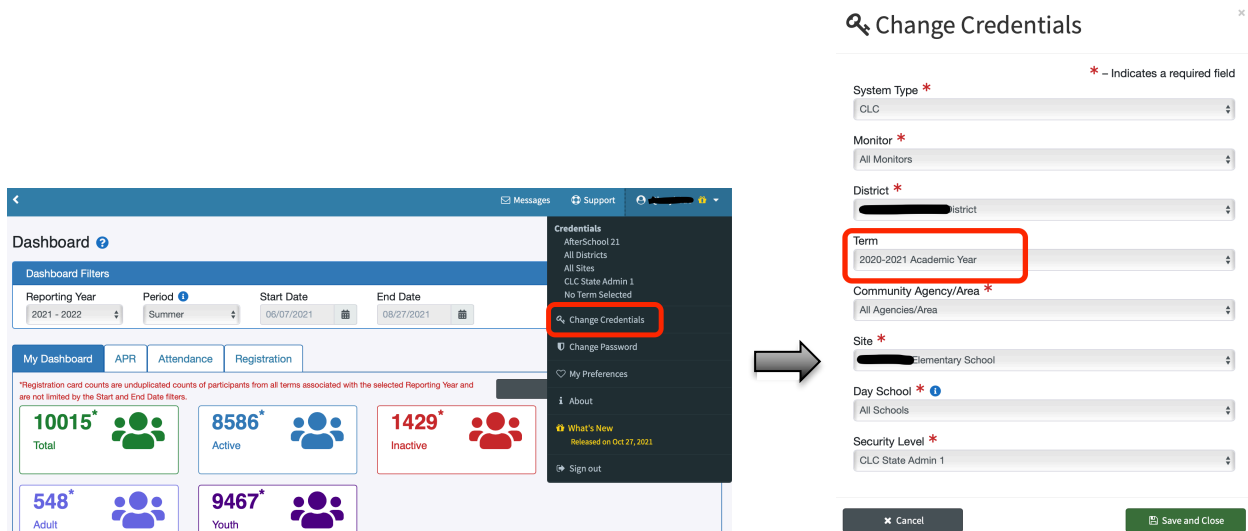 Messages
Support
Dashboard
Dashboard Filters
Reporting Year
Period
Start Date
End Date
2021 - 2022
Summer
06/07/2021
08/27/2021
My Dashboard
APR
Attendance
Registration
*Registration card counts are unduplicated counts of participants from all terms associated with the selected Reporting Year and
are not limited by the Start and End Date filters.
10015*
Total
8586*
Active
1429*
Inactive
548*
Adult
9467*
Youth
Credentials
AfterSchool 21
All Districts
All Sites
CLC State Admin 1
No Term Selected
Change Credentials
Change Password
My Preferences
About
What's New
Released on Oct 27, 2021
Sign out
Change Credentials
* – Indicates a required field
System Type *
CLC
Monitor *
All Monitors
District *
District
Term
2020-2021 Academic Year
Community Agency/Area *
All Agencies/Area
Site *
Elementary School
Day School *
All Schools
Security Level *
CLC State Admin 1
Cancel
Save and Close